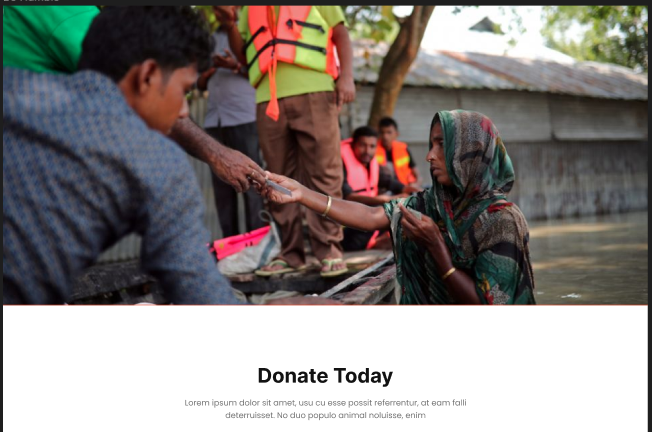 Donate Today
Lorem ipsum dolor sit amet, usu cu esse possit referrentur, at eam falli
deterruisset. No duo populo animal noluisse, enim